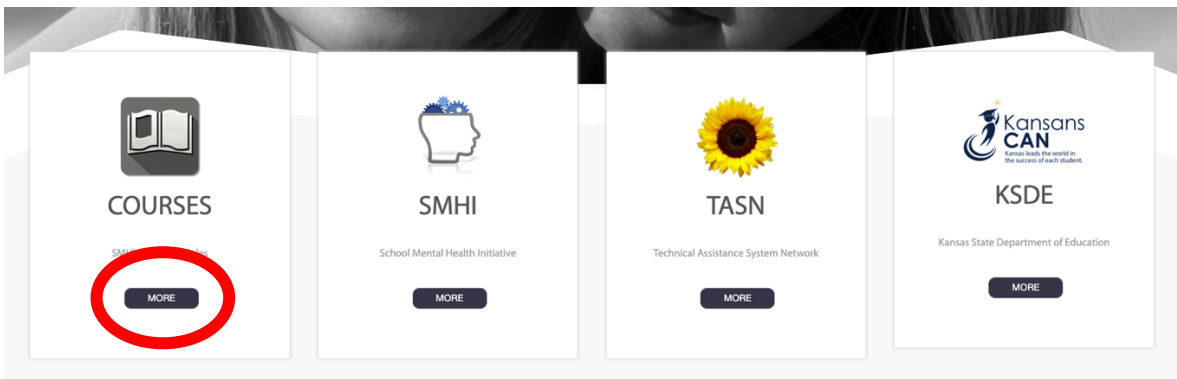 COURSES
SMHI
MORE
SMHI
School Mental Health Initiative
MORE
TASN
Technical Assistance System Network
MORE
Kansans
CAN
Kansas leads the world in
the success of each student.
KSDE
Kansas State Department of Education
MORE